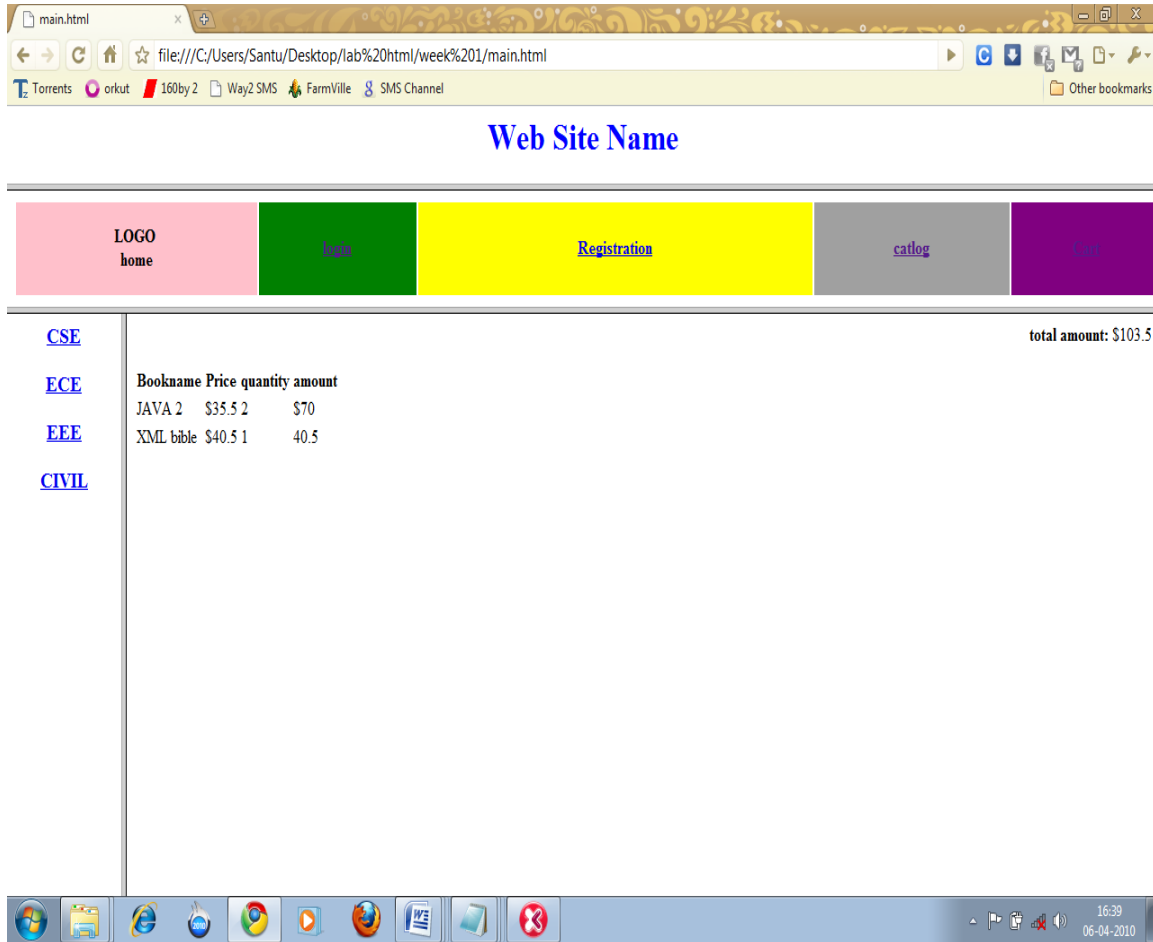 main.html
file:///C:/Users/Santu/Desktop/lab%20html/week%201/main.html
Torrents orkut 160by 2 Way2 SMS FarmVille SMS Channel Other bookmarks
Web Site Name
LOGO
home
login Registration catlog Cart
CSE
ECE
EEE
CIVIL
total amount: $103.5
Bookname Price quantity amount
JAVA 2 $35.5 2 $70
XML bible $40.5 1 40.5
16:39
06-04-2010